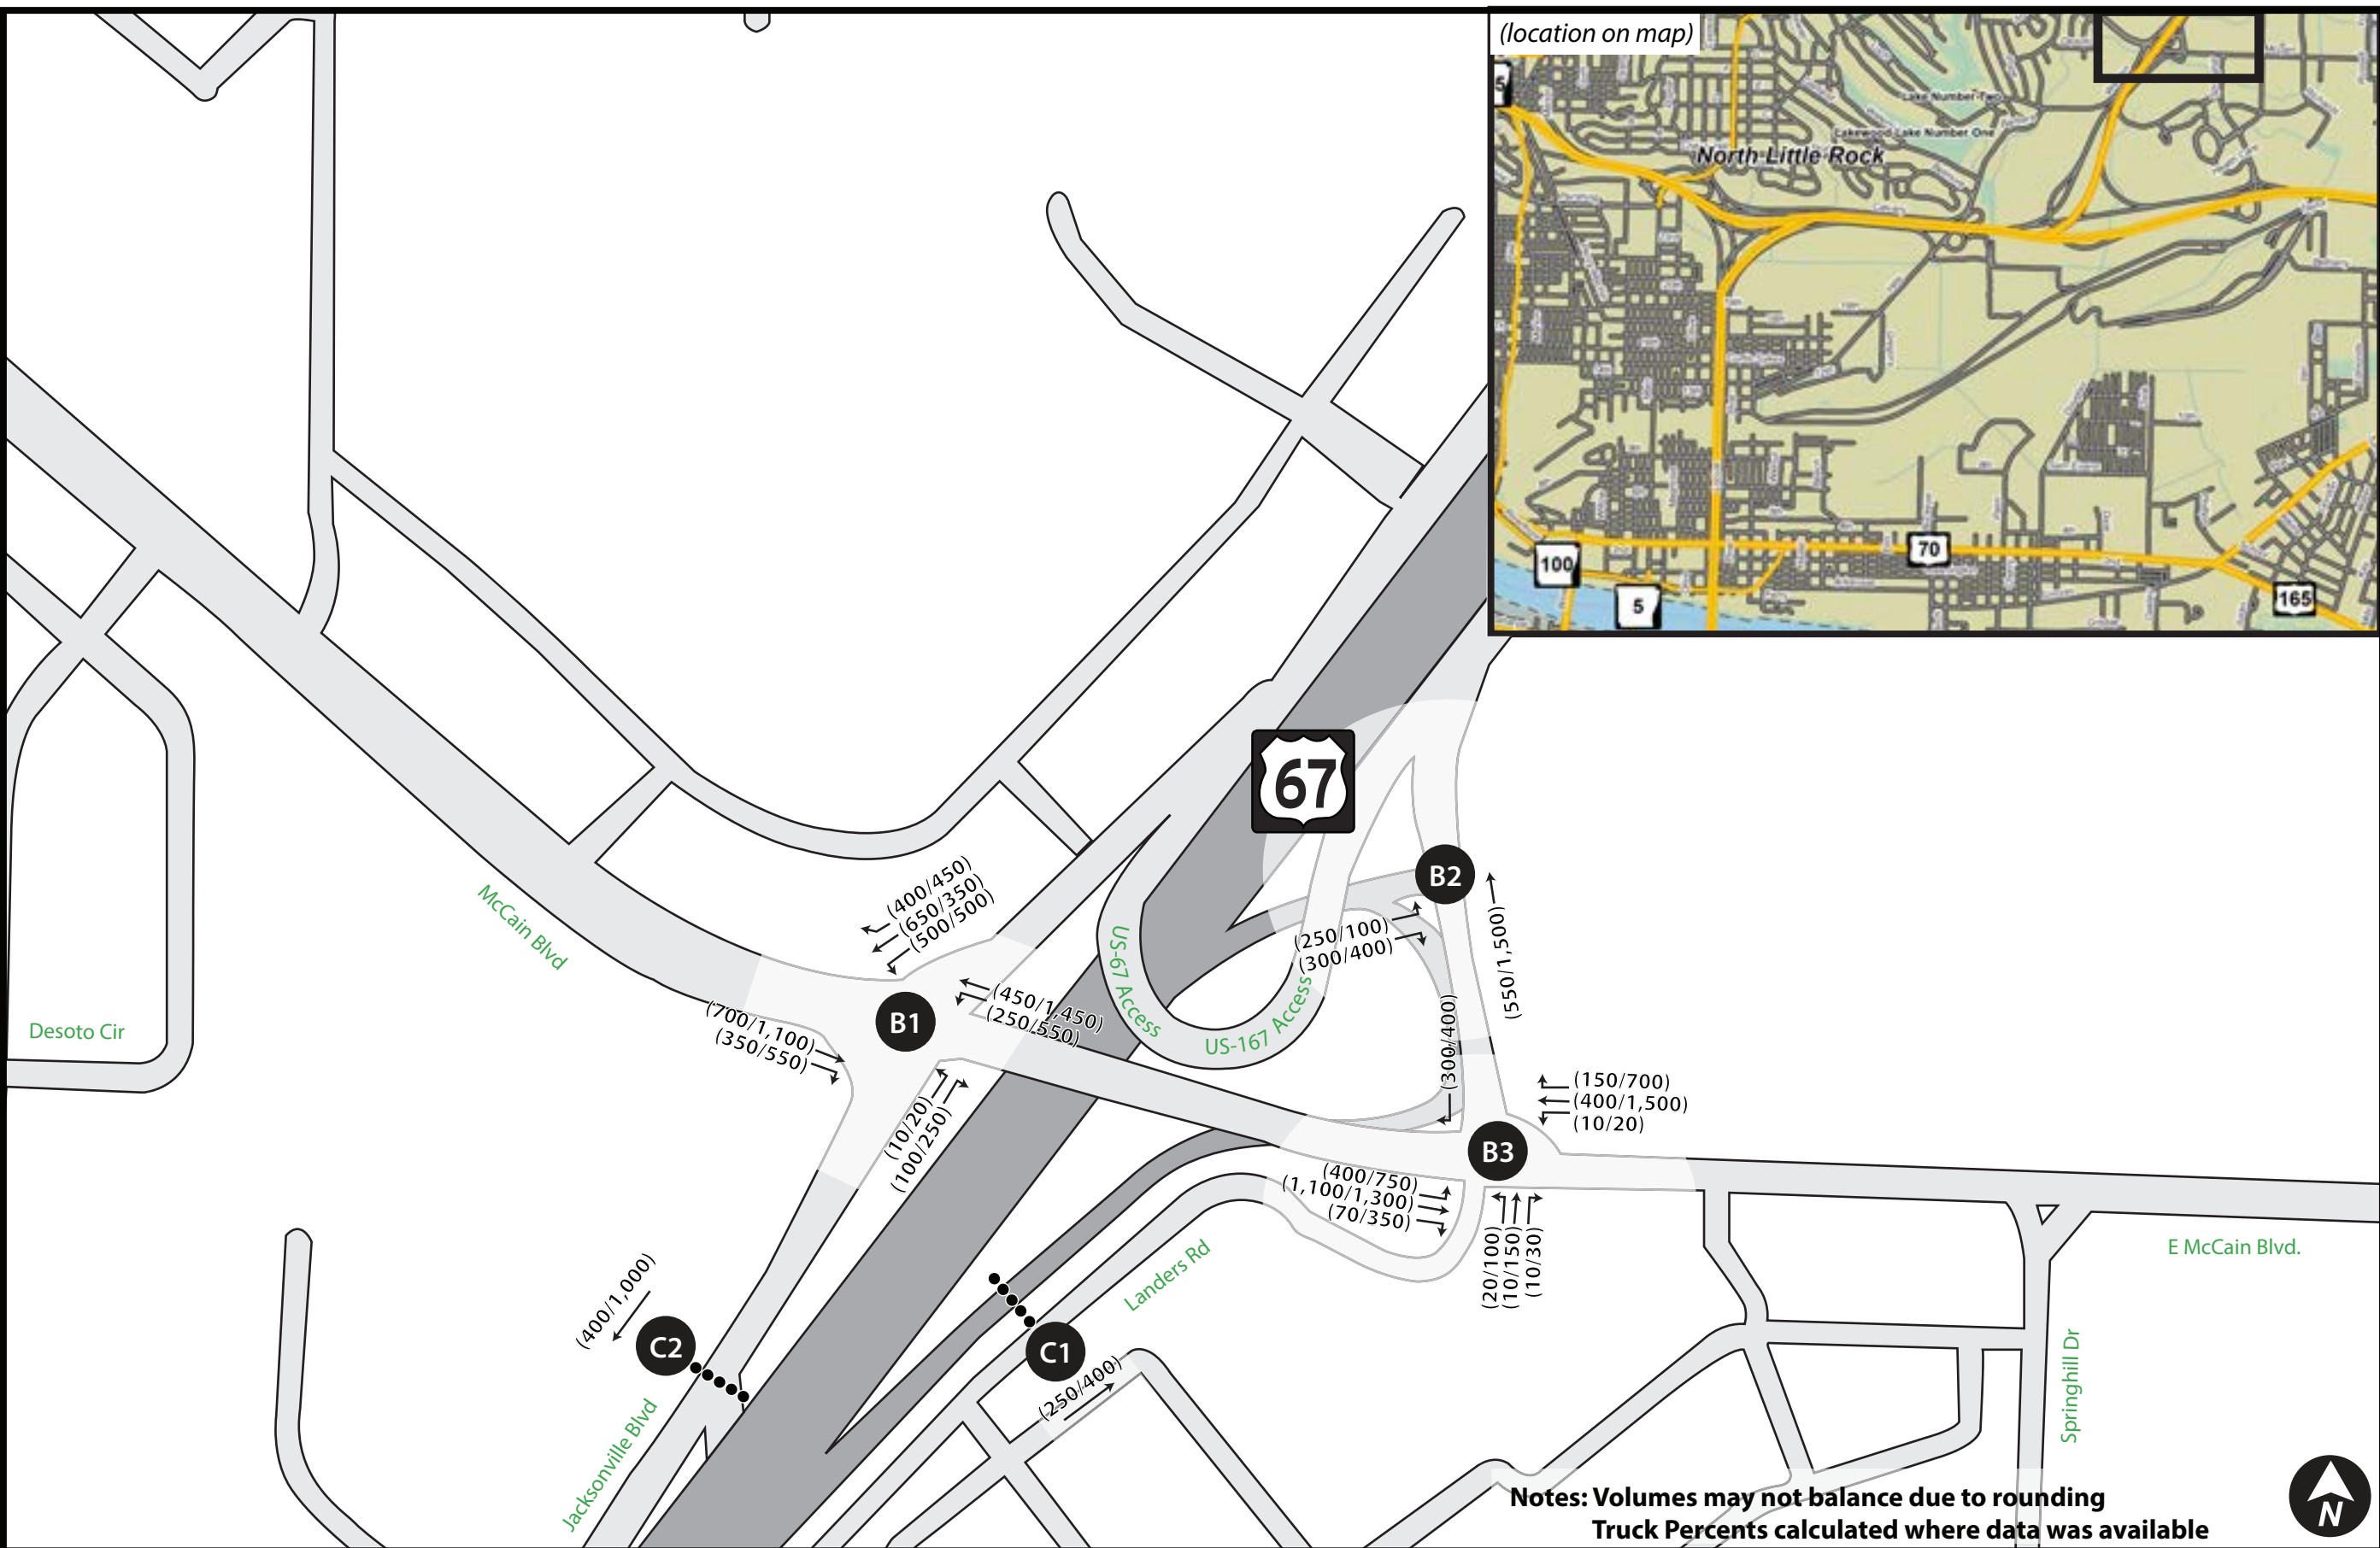 (location on map)
5
Lake Number Two
Lakewood Lake Number One
North Little Rock
70
100
5
165
67
B2
(400/450)
(650/350)
(500/500)
McCain Blvd
US-67 Access
(250/100)
(300/400)
(550/1,500)
B1
(450/1,450)
(250/550)
(700/1,100)
(350/550)
Desoto Cir
US-167 Access
(300/400)
(150/700)
(400/1,500)
(10/20)
(10/20)
(100/250)
B3
(400/750)
(1,100/1,300)
(70/350)
(20/100)
(10/150)
(10/30)
E McCain Blvd.
Landers Rd
(400/1,000)
C2
C1
(250/400)
Jacksonville Blvd
Springhill Dr
Notes: Volumes may not balance due to rounding
Truck Percents calculated where data was available
N